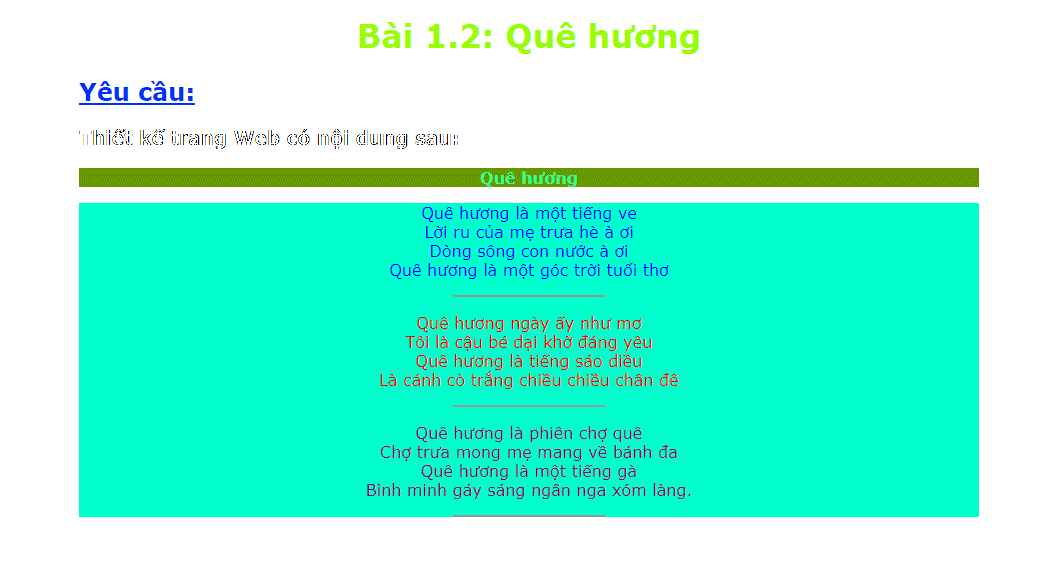 Bài 1.2: Quê hương
Yêu cầu:
Thiết kế trang Web có nội dung sau:
Quê hương
Quê hương là một tiếng ve
Lời ru của mẹ trưa hè à ơi
Dòng sông con nước à ơi
Quê hương là một góc trời tuổi thơ
Quê hương ngày ấy như mơ
Tôi là cậu bé dại khờ đáng yêu
Quê hương là tiếng sáo diều
Là cánh cò trắng chiều chiều chân đê
Quê hương là phiên chợ quê
Chợ trưa mong mẹ mang về bánh đa
Quê hương là một tiếng gà
Bình minh gáy sáng ngân nga xóm làng.